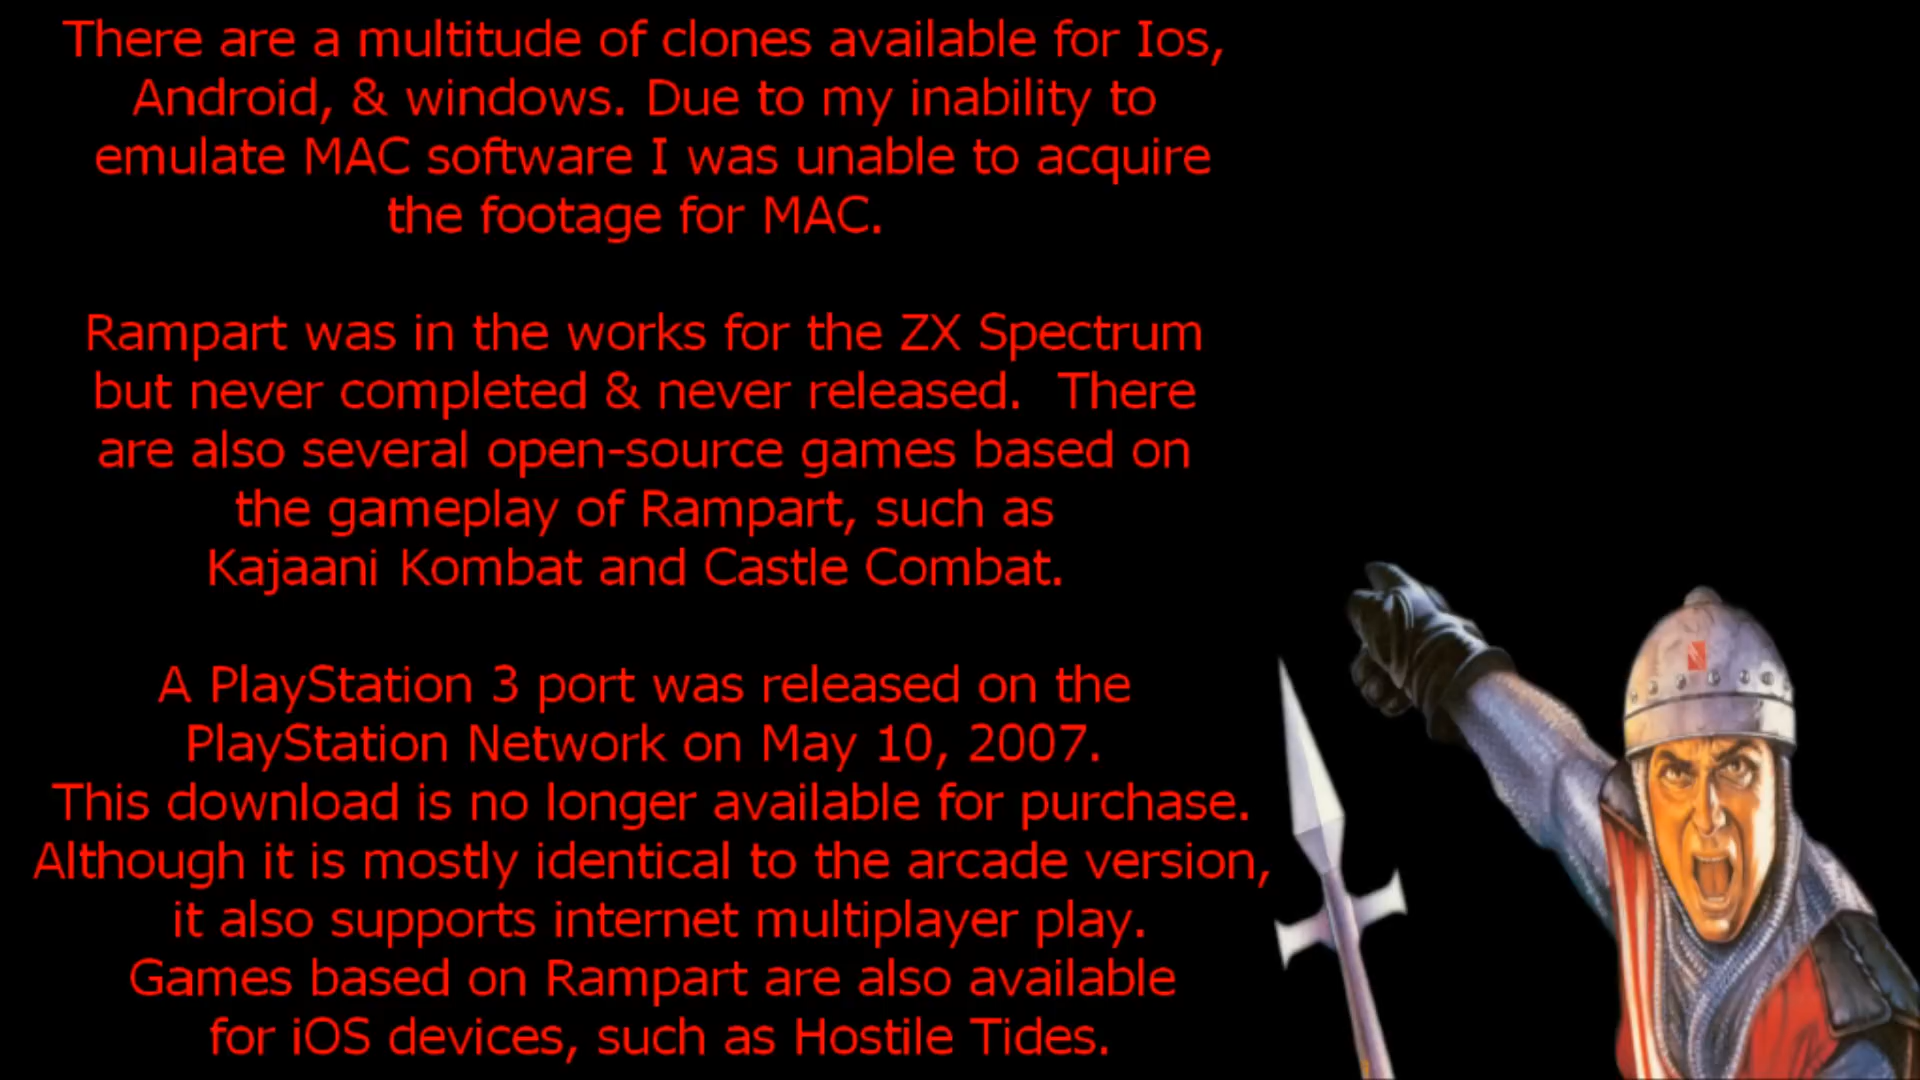 There are a multitude of clones available for Ios,
Android, & windows. Due to my inability to
emulate MAC software I was unable to acquire
the footage for MAC.
Rampart was in the works for the ZX Spectrum
but never completed & never released.  There
are also several open-source games based on
the gameplay of Rampart, such as
Kajaani Kombat and Castle Combat.
A PlayStation 3 port was released on the
PlayStation Network on May 10, 2007.
This download is no longer available for purchase.
Although it is mostly identical to the arcade version,
it also supports internet multiplayer play.
Games based on Rampart are also available
for iOS devices, such as Hostile Tides.